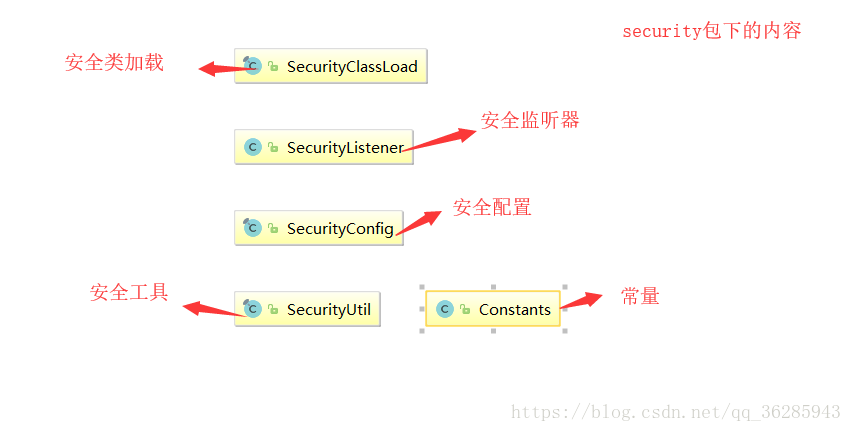 security包下的内容
安全类加载
SecurityClassLoad
安全监听器
SecurityListener
安全配置
SecurityConfig
安全工具
SecurityUtil
Constants
常量
https://blog.csdn.net/qq_36285943